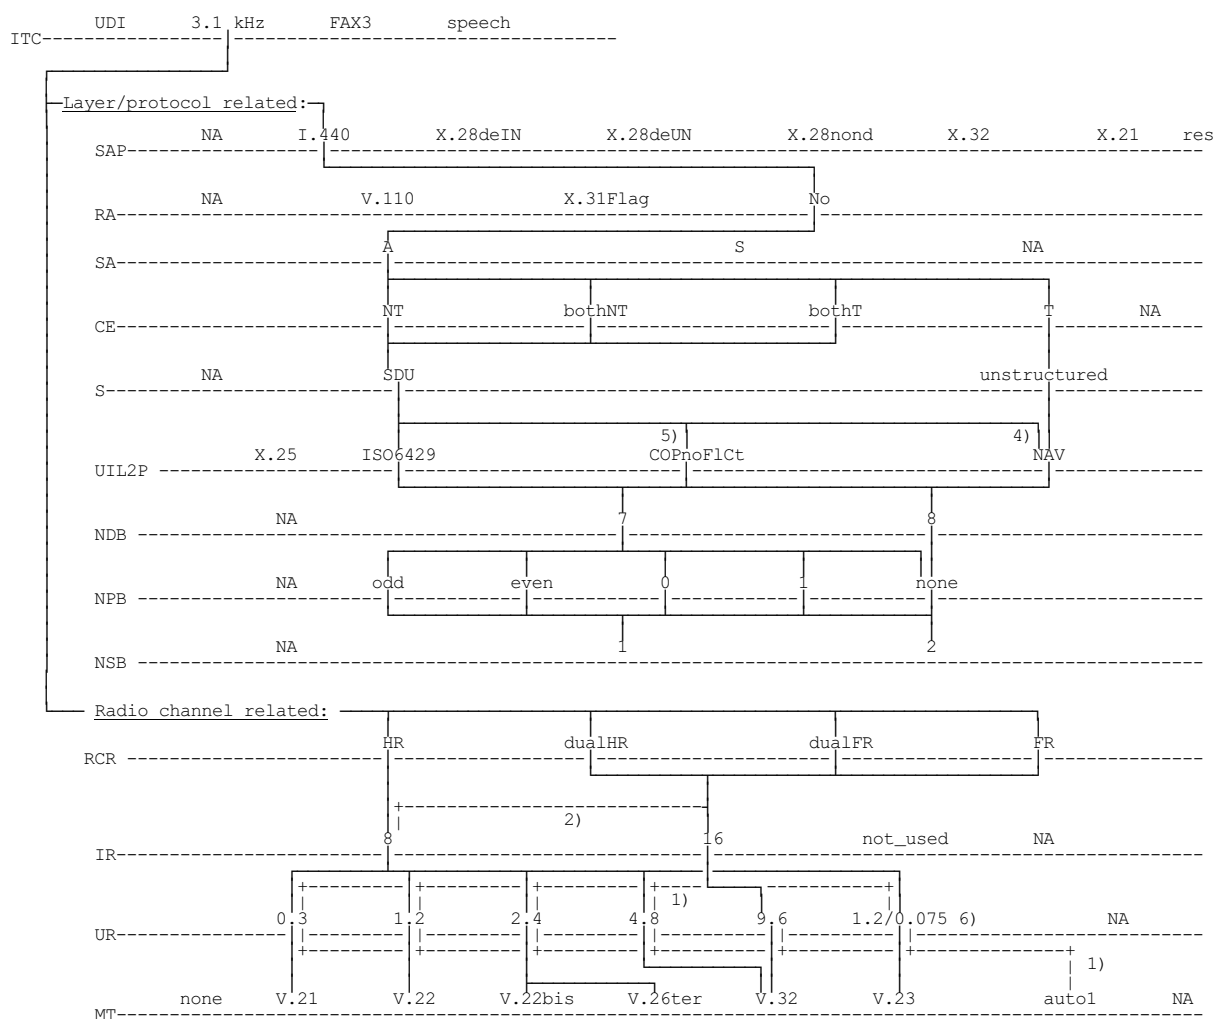 UDI 3.1 kHz FAX3 speech
ITC
Layer/protocol related:
NA I.440 X.28deIN X.28deUN X.28nond X.32 X.21 res
SAP
NA V.110 X.31Flag No
RA
A S NA
SA
NT bothNT bothT T NA
CE
NA SDU unstructured
S
5) 4)
X.25 ISO6429 COPnoFlCt NAV
UIL2P
NA 7 8
NDB
NA odd even 0 1 none
NPB
NA 1 2
NSB
Radio channel related:
HR dualHR dualFR FR
RCR
2)
8 16 not_used NA
IR
1)
0.3 1.2 2.4 4.8 9.6 1.2/0.075 6) NA
UR
1)
none V.21 V.22 V.22bis V.26ter V.32 V.23 auto1 NA
MT